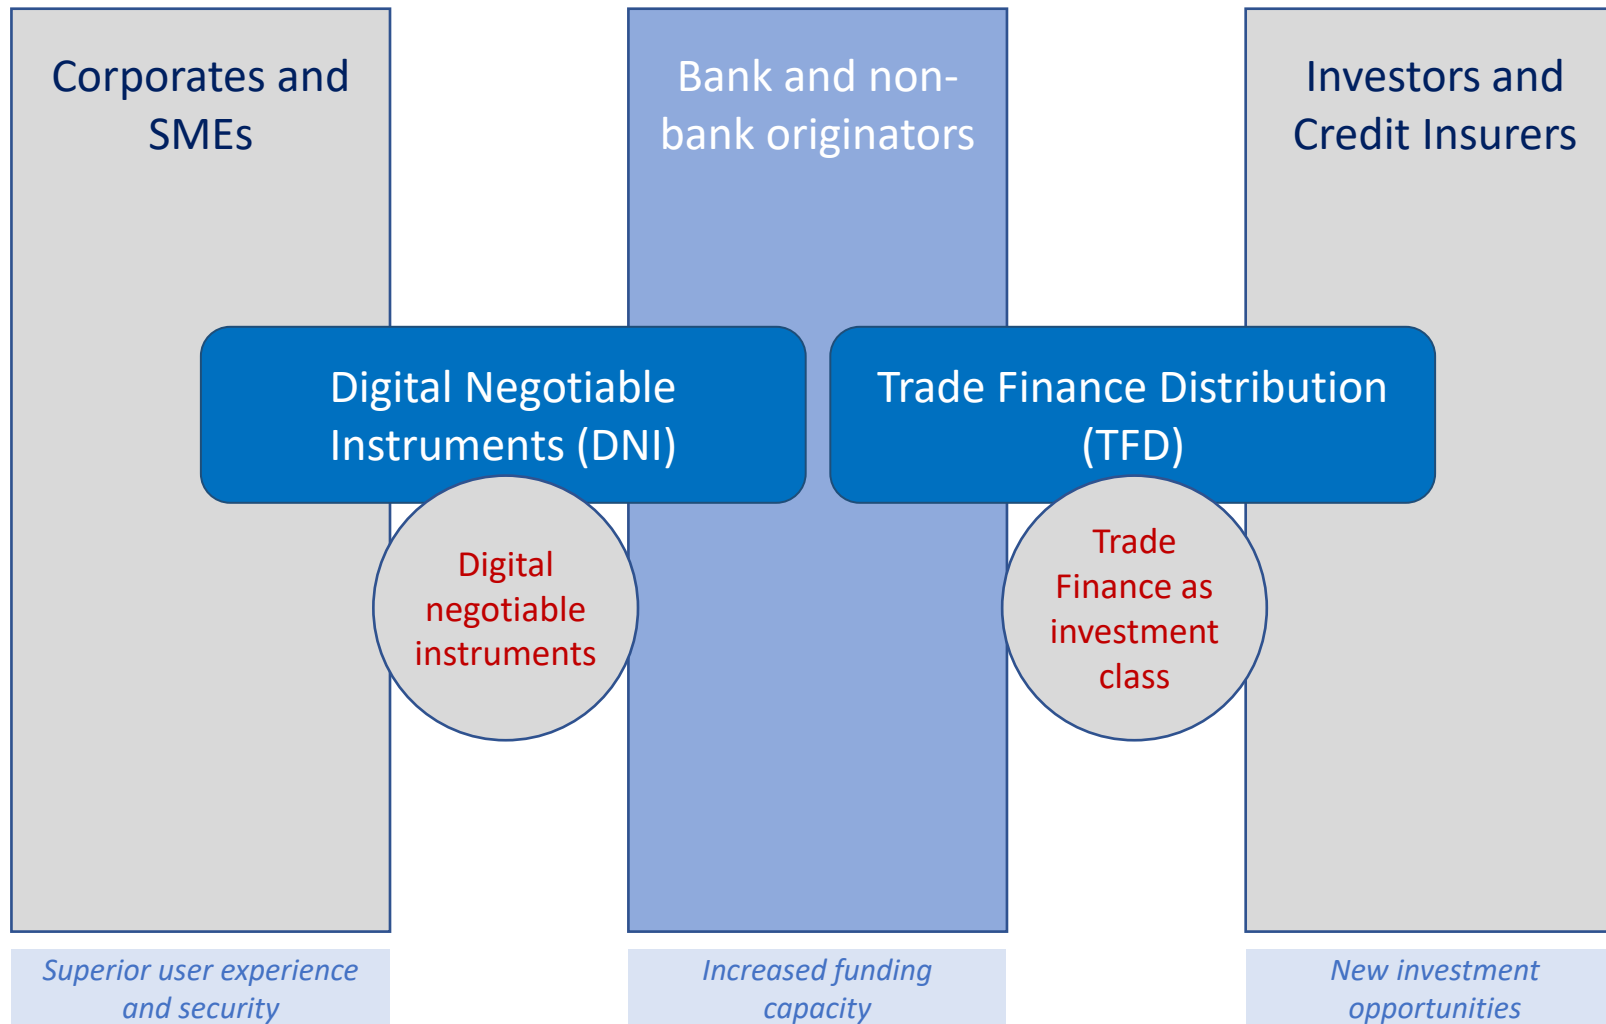 Corporates and
SMEs
Bank and non-
bank originators
Investors and
Credit Insurers
Digital Negotiable
Instruments (DNI)
Trade Finance Distribution
(TFD)
Digital
negotiable
instruments
Trade
Finance as
investment
class
Superior user experience
and security
Increased funding
capacity
New investment
opportunities